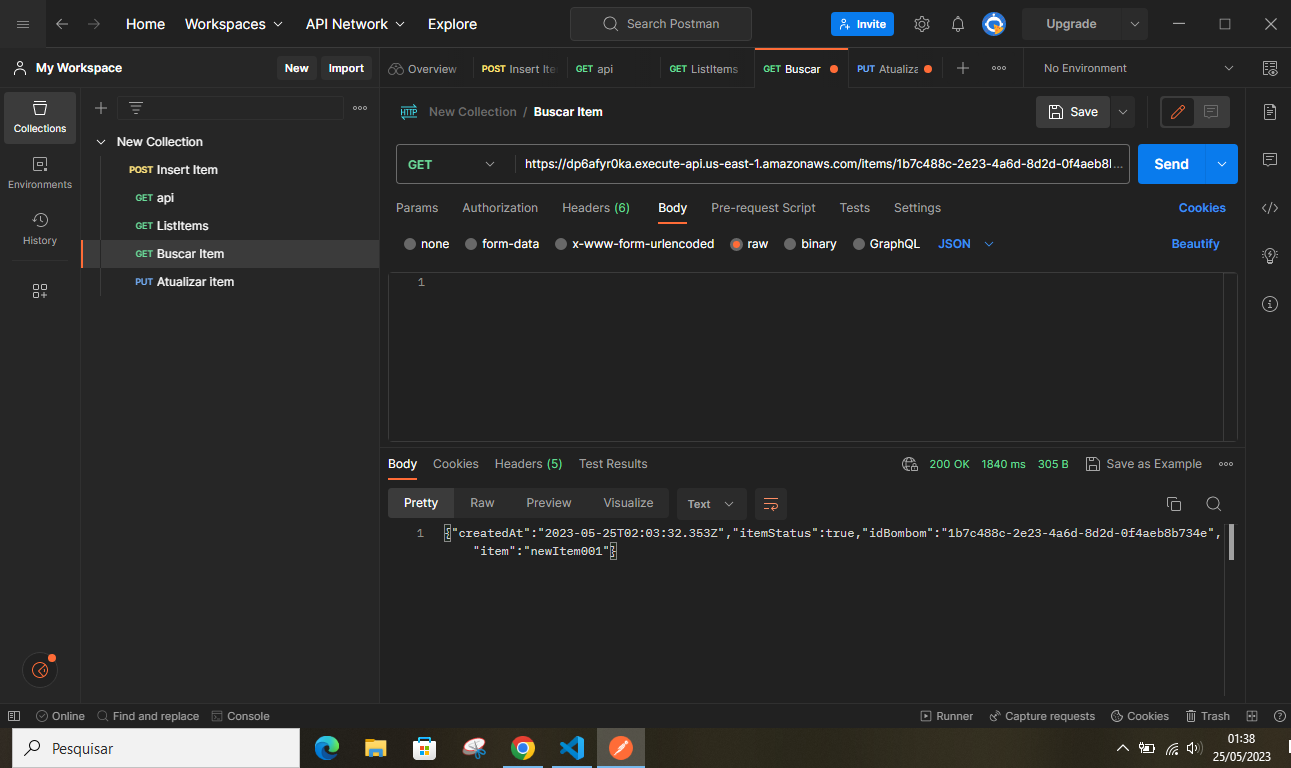 Home Workspaces API Network Explore Search Postman Invite Upgrade
My Workspace New Import Overview POST Insert Ite GET api GET ListItems GET Buscar PUT Atualiza No Environment
Collections
Environments
History
New Collection
POST Insert Item
GET api
GET ListItems
GET Buscar Item
PUT Atualizar item
HTTP New Collection / Buscar Item Save
GET https://dp6afyr0ka.execute-api.us-east-1.amazonaws.com/items/1b7c488c-2e23-4a6d-8d2d-0f4aeb8b... Send
Params Authorization Headers (6) Body Pre-request Script Tests Settings Cookies
none form-data x-www-form-urlencoded raw binary GraphQL JSON Beautify
1
Body Cookies Headers (5) Test Results 200 OK 1840 ms 305 B Save as Example
Pretty Raw Preview Visualize Text
1 {"createdAt":"2023-05-25T02:03:32.353Z","itemStatus":true,"idBombom":"1b7c488c-2e23-4a6d-8d2d-0f4aeb8b734e",
"item":"newItem001"}
Online Find and replace Console Runner Capture requests Cookies Trash
Pesquisar
01:38
25/05/2023